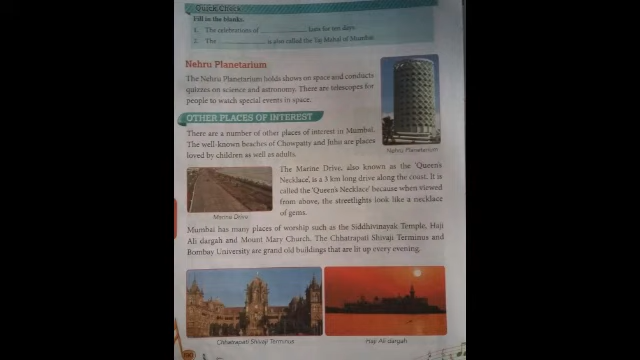 Quick Check
Fill in the blanks.
1. The celebrations of ____________ lasts for ten days.
2. The ____________ is also called the Taj Mahal of Mumbai.
Nehru Planetarium
The Nehru Planetarium holds shows on space and conducts
quizzes on science and astronomy. There are telescopes for
people to watch special events in space.
Nehru Planetarium
OTHER PLACES OF INTEREST
There are a number of other places of interest in Mumbai.
The well-known beaches of Chowpatty and Juhu are places
loved by children as well as adults.
Marine Drive
The Marine Drive, also known as the 'Queen's
Necklace', is a 3 km long drive along the coast. It is
called the 'Queen's Necklace' because when viewed
from above, the streetlights look like a necklace
of gems.
Mumbai has many places of worship such as the Siddhivinayak Temple, Haji
Ali dargah and Mount Mary Church. The Chhatrapati Shivaji Terminus and
Bombay University are grand old buildings that are lit up every evening.
Chhatrapati Shivaji Terminus
Haji Ali dargah